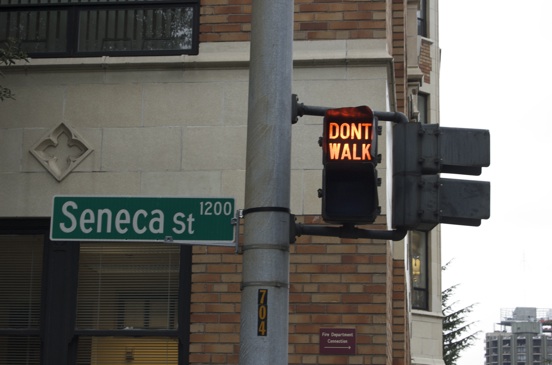 Seneca ST 1200
DONT
WALK
704
Fire Department
Connection